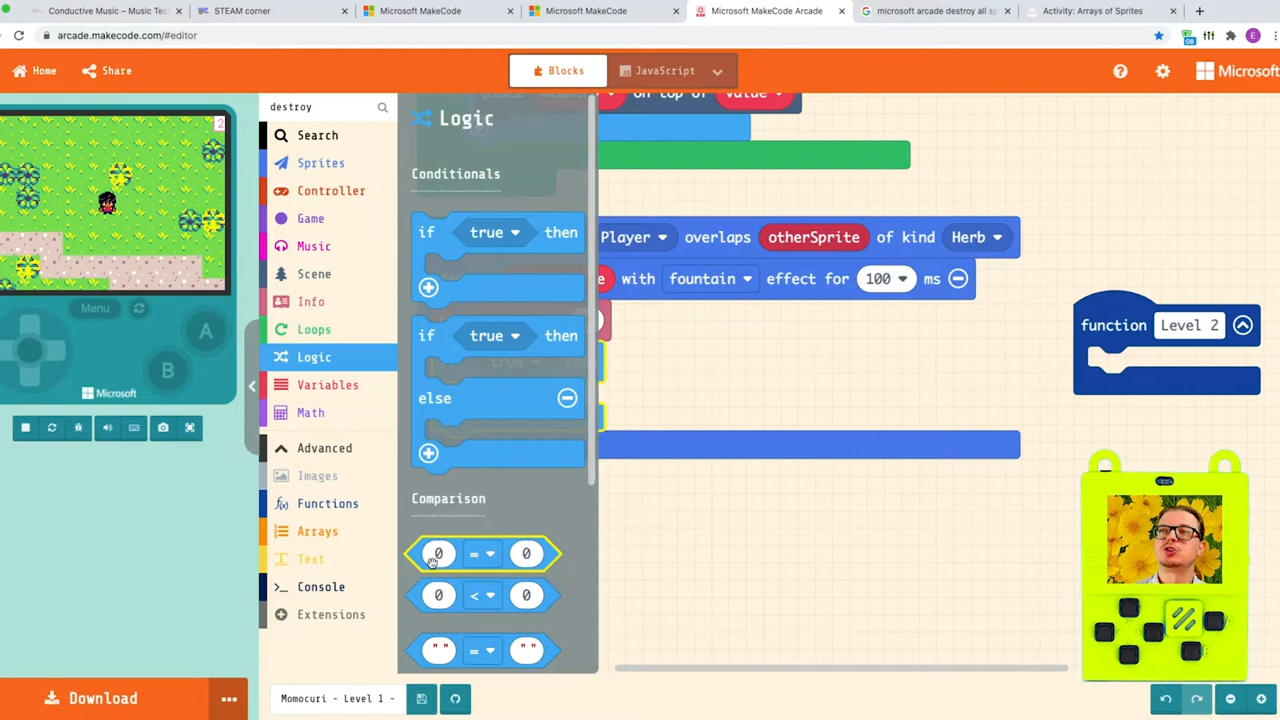 Conductive Music – Music Tec
STEAM corner
Microsoft MakeCode
Microsoft MakeCode
Microsoft MakeCode Arcade
microsoft arcade destroy all s
Activity: Arrays of Sprites
arcade.makecode.com/#editor
E
Home
Share
Blocks
JavaScript
Microsoft
destroy
Search
Sprites
Controller
Game
Music
Scene
Info
Loops
Logic
Variables
Math
Advanced
Images
Functions
Arrays
Text
Console
Extensions
2
Menu
A
B
Microsoft
Logic
Conditionals
if true then
if true then
else
Comparison
0 = 0
0 < 0
" " = " "
on top of value
Player overlaps otherSprite of kind Herb
with fountain effect for 100 ms
function Level 2
Download
Momocuri - Level 1 -